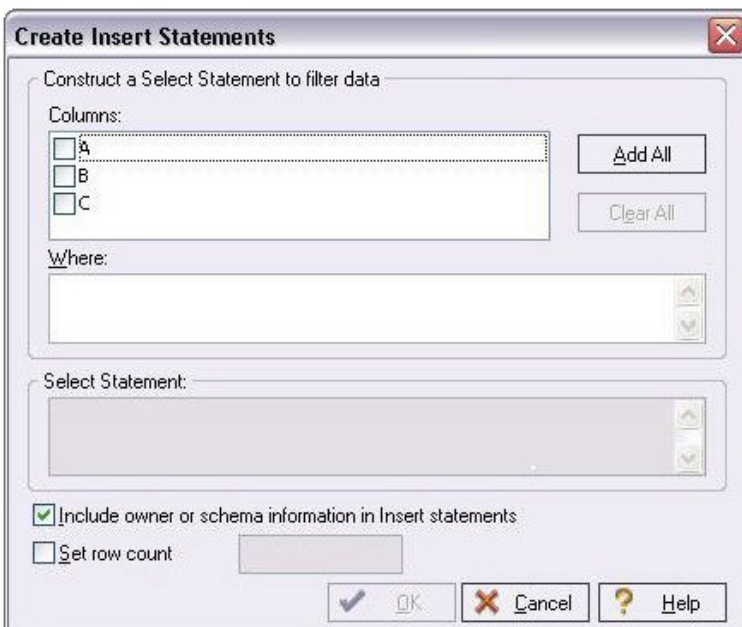 Create Insert Statements
Construct a Select Statement to filter data
Columns:
A
B
C
Add All
Clear All
Where:
Select Statement:
Include owner or schema information in Insert statements
Set row count
OK
Cancel
? Help